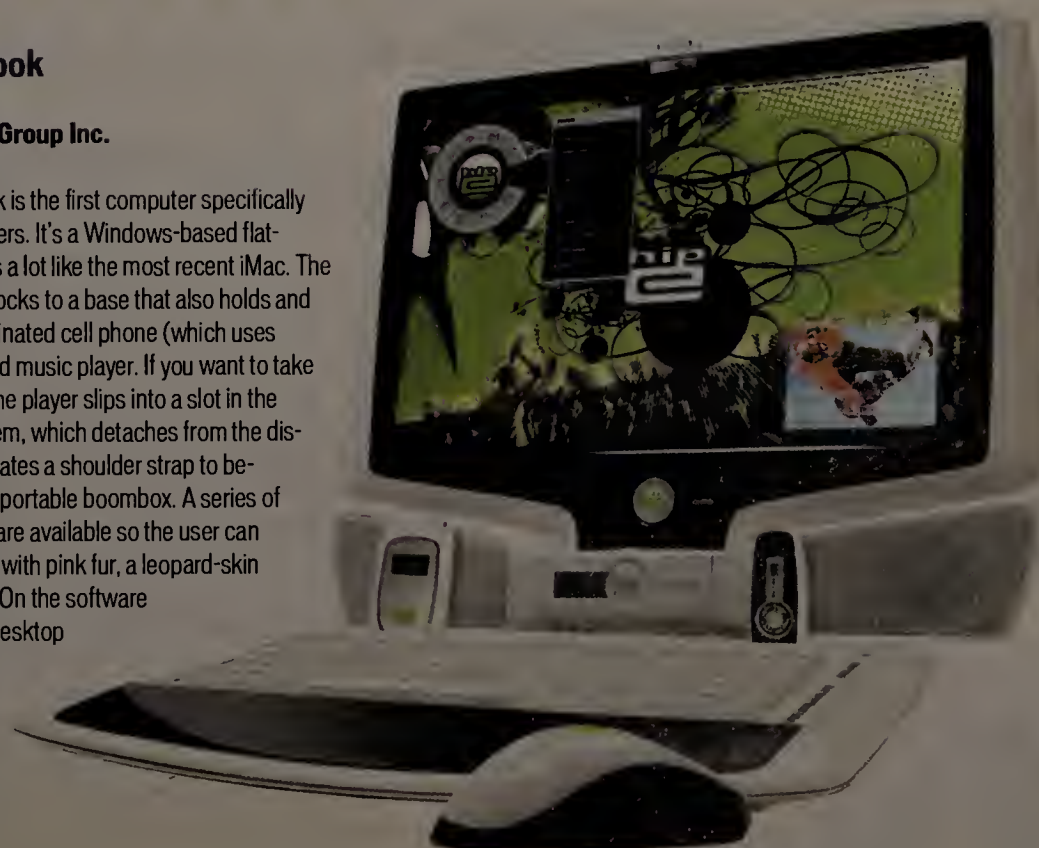 ook
Group Inc.
k is the first computer specifically
ers. It's a Windows-based flat-
s a lot like the most recent iMac. The
ocks to a base that also holds and
inated cell phone (which uses
d music player. If you want to take
ne player slips into a slot in the
em, which detaches from the dis-
ates a shoulder strap to be-
portable boombox. A series of
are available so the user can
with pink fur, a leopard-skin
On the software
esktop
hip
e